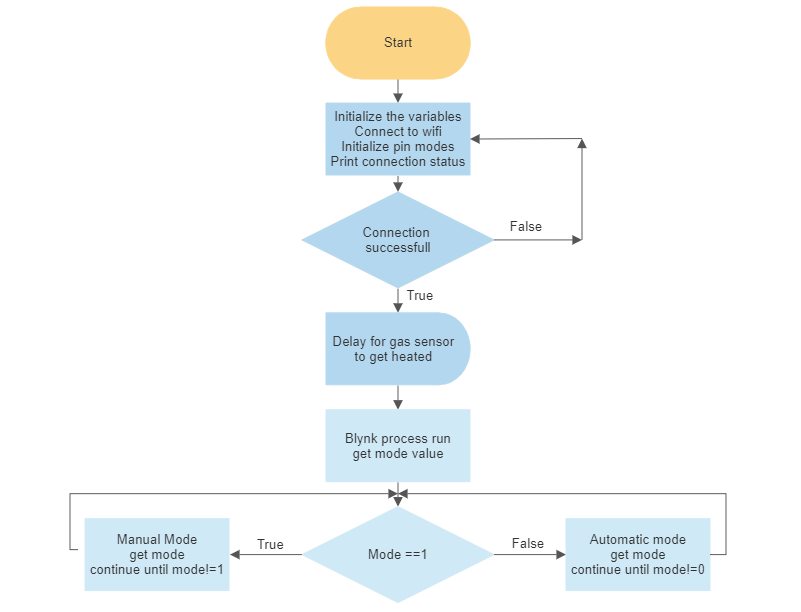 Start
Initialize the variables
Connect to wifi
Initialize pin modes
Print connection status
Connection
successfull
False
True
Delay for gas sensor
to get heated
Blynk process run
get mode value
Manual Mode
get mode
continue until mode!=1
True
Mode ==1
False
Automatic mode
get mode
continue until mode!=0